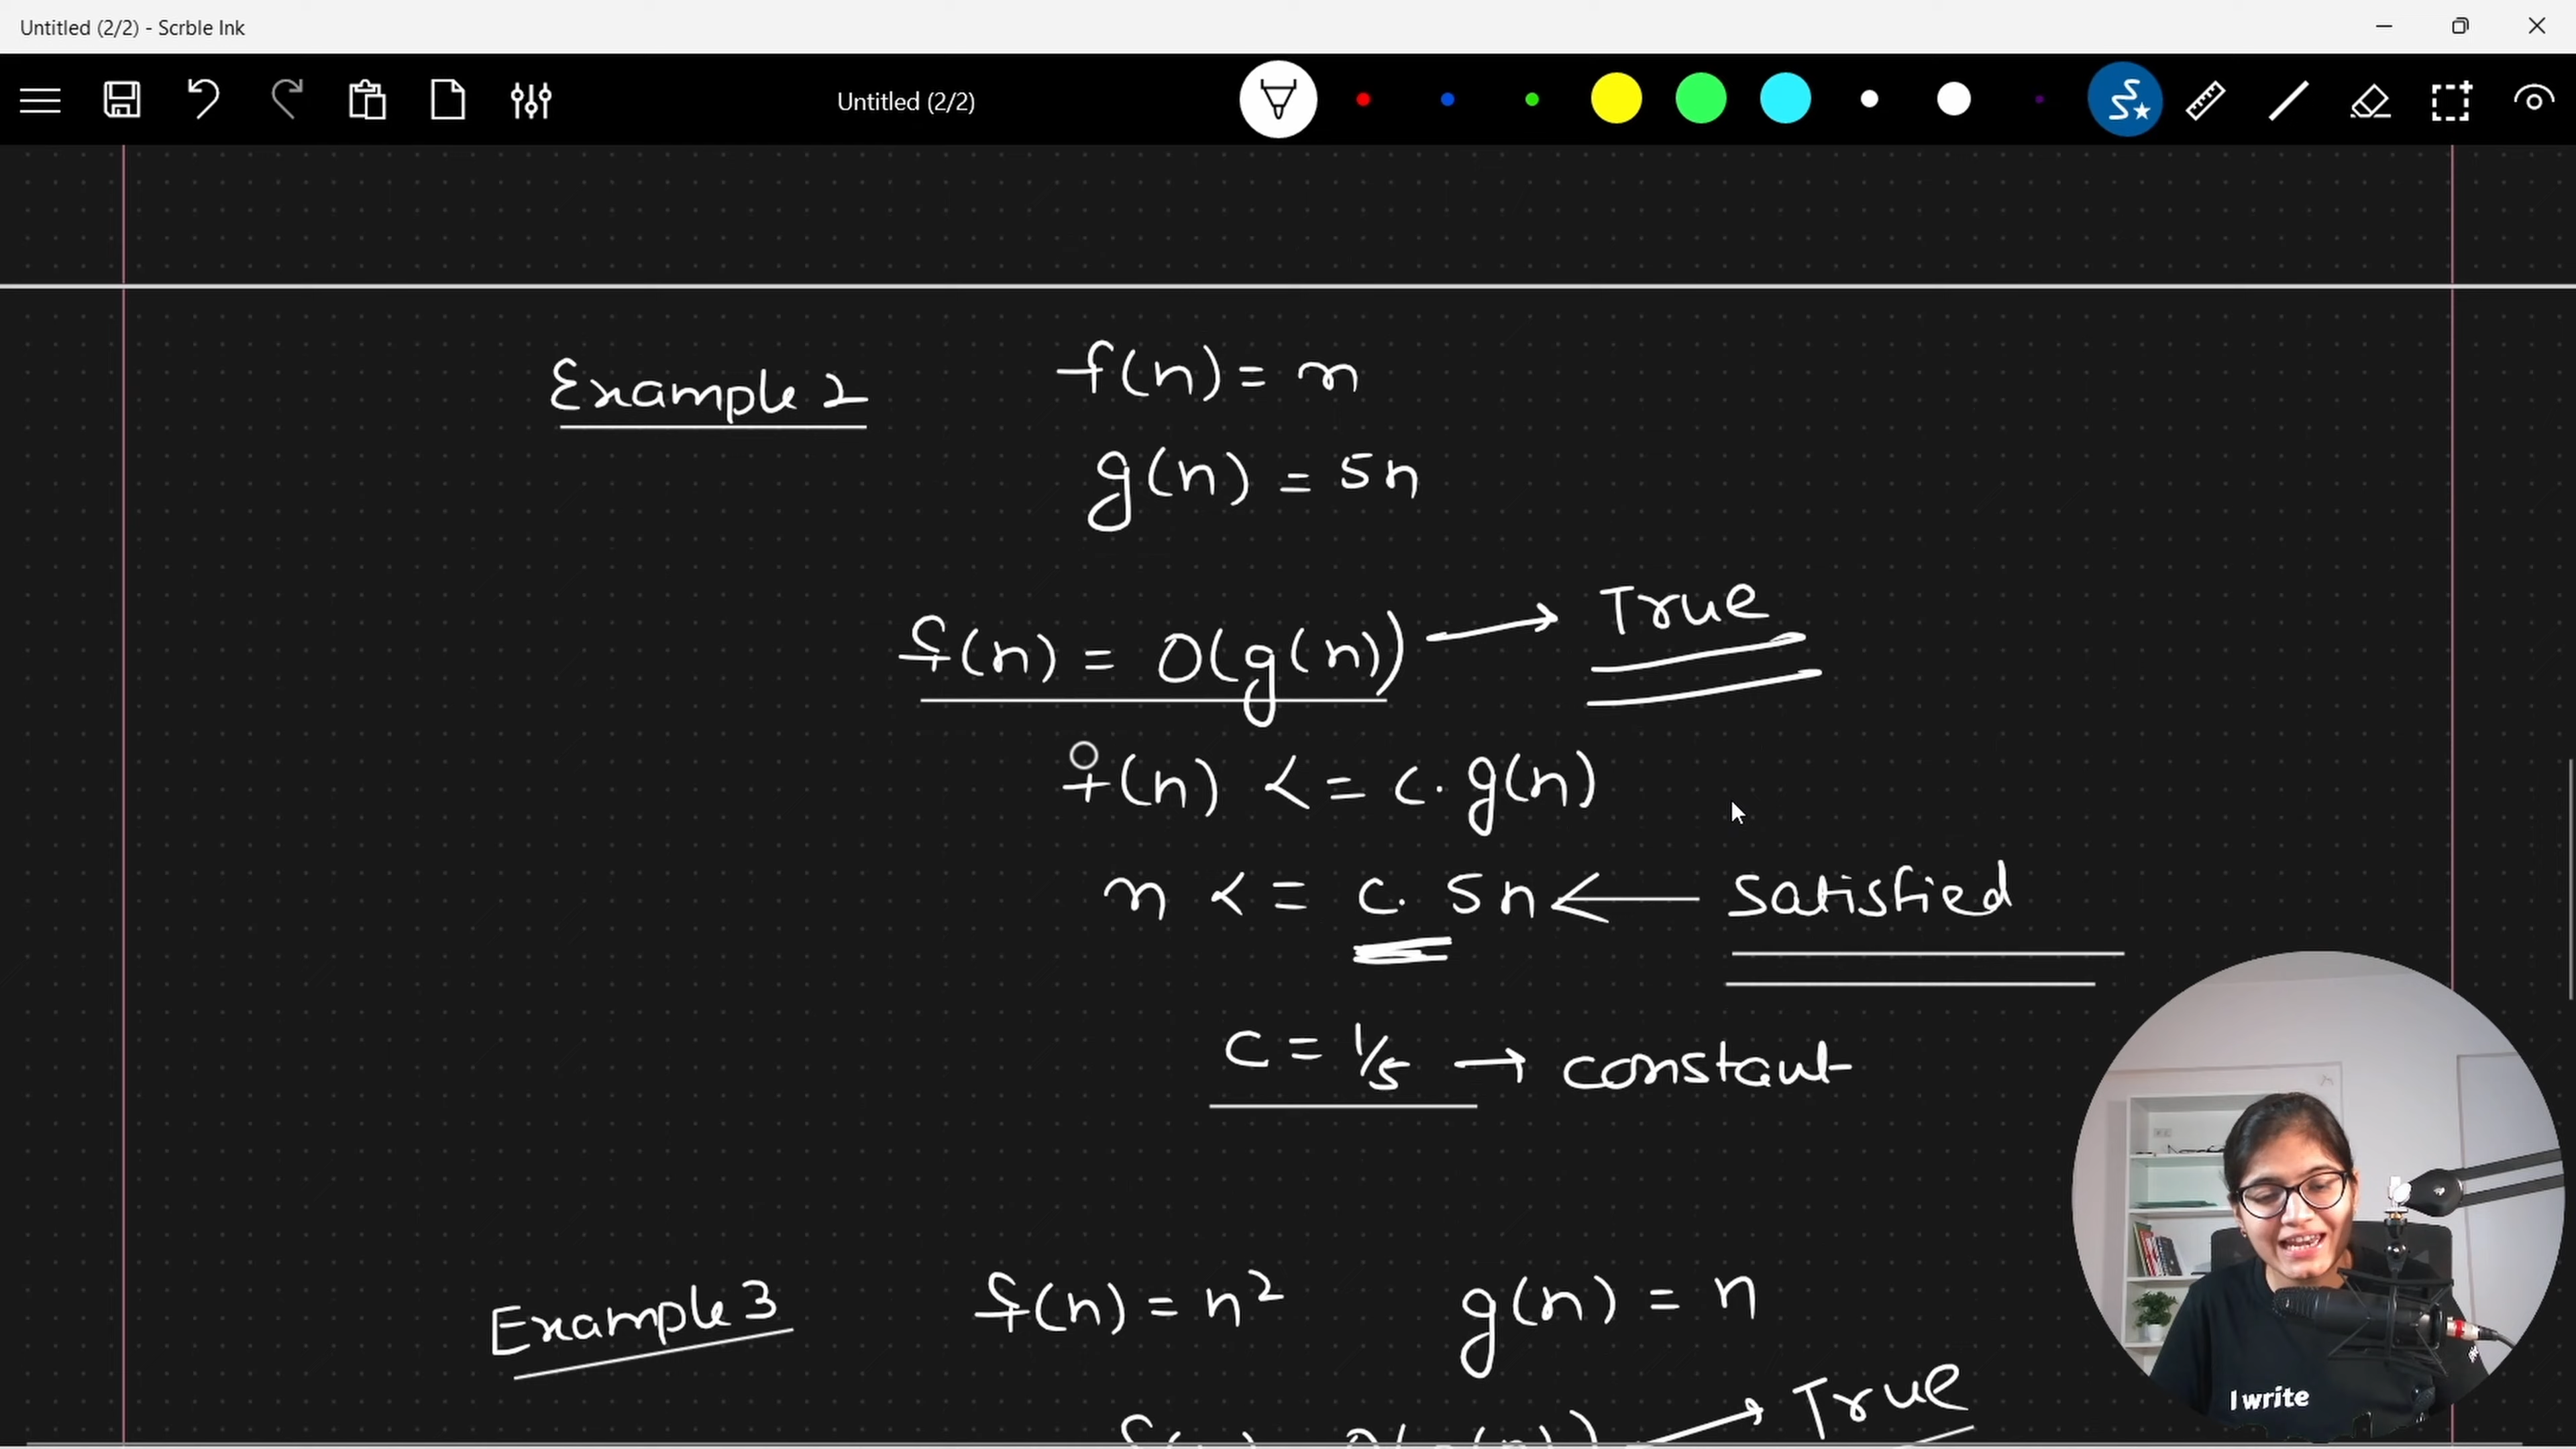 Untitled (2/2) - Scrble Ink
Untitled (2/2)
Example 2
f(n) = n
g(n) = 5n
f(n) = O(g(n)) → True
f(n) <= c. g(n)
n <= c. 5n ← satisfied
c = 1/5 → constant
Example 3
f(n) = n²
g(n) = n
True
I write